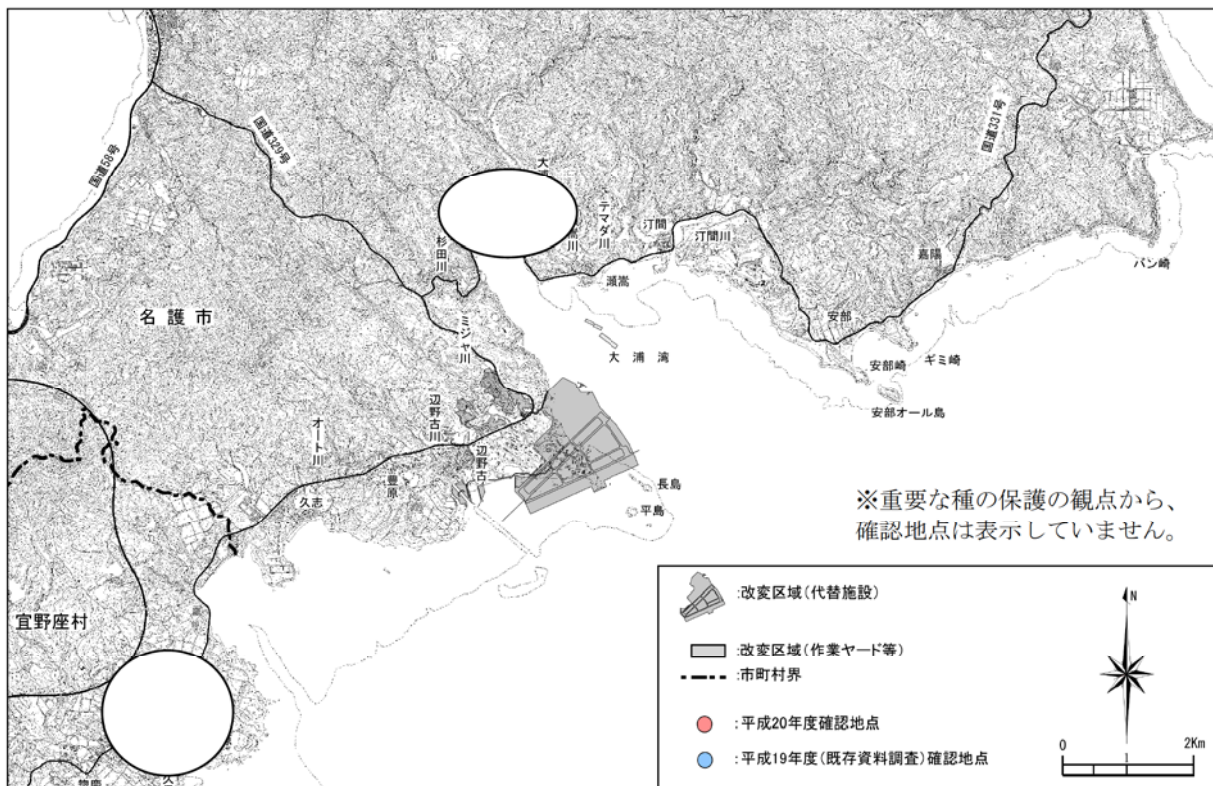 国道58号
国道329号
国道331号
大
川
テマダ川
汀間
汀間川
杉田川
瀬嵩
嘉陽
バン崎
名護市
ミジャ川
大浦湾
安部
安部崎
ギミ崎
安部オール島
辺野古川
オート川
辺野古
豊原
久志
長島
平島
※重要な種の保護の観点から、
確認地点は表示していません。
宜野座村
:改変区域(代替施設)
:改変区域(作業ヤード等)
:市町村界
:平成20年度確認地点
:平成19年度(既存資料調査)確認地点
N
0 1 2Km